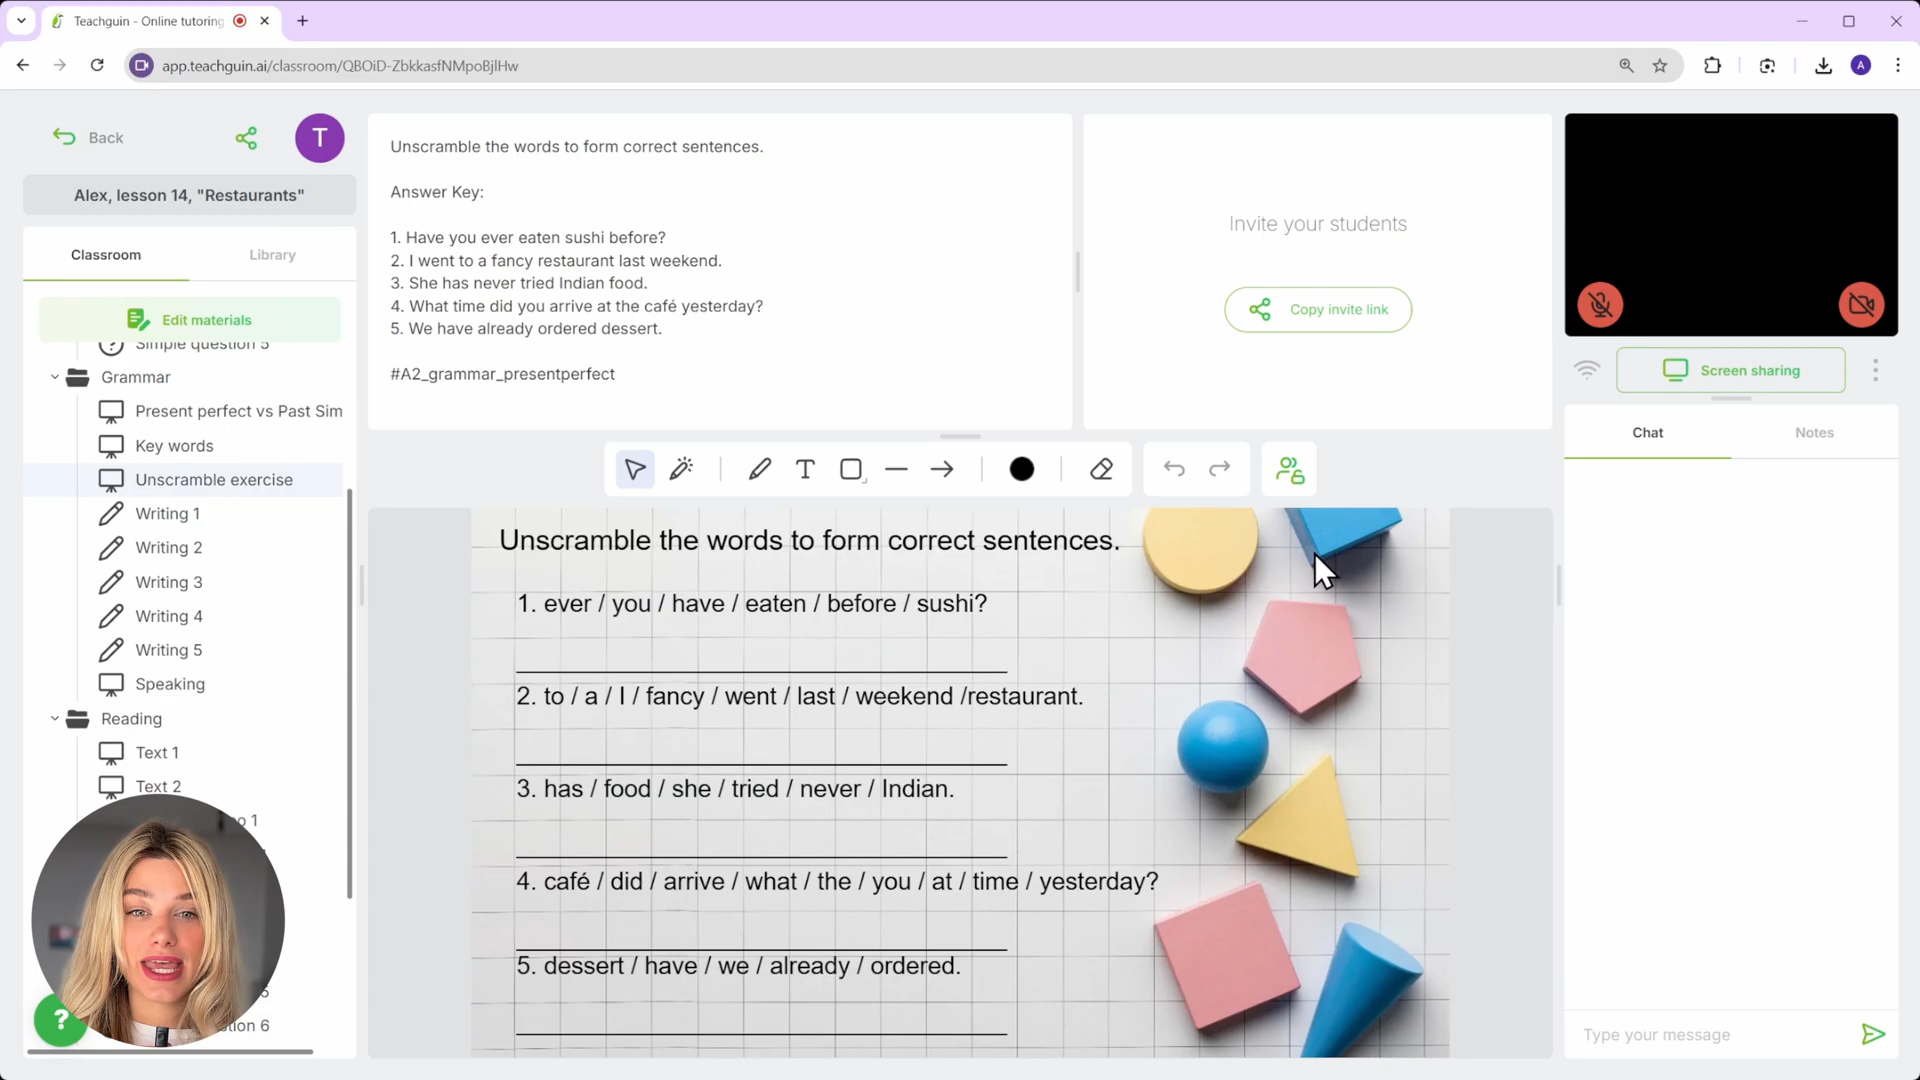 Teachguin - Online tutoring
app.teachguin.ai/classroom/QBOiD-ZbkkasfNMpoBjlHw
A
Back
T
Alex, lesson 14, "Restaurants"
Classroom
Library
Edit materials
Simple question 5
Grammar
Present perfect vs Past Sim
Key words
Unscramble exercise
Writing 1
Writing 2
Writing 3
Writing 4
Writing 5
Speaking
Reading
Text 1
Text 2
?
Unscramble the words to form correct sentences.
Answer Key:
1. Have you ever eaten sushi before?
2. I went to a fancy restaurant last weekend.
3. She has never tried Indian food.
4. What time did you arrive at the café yesterday?
5. We have already ordered dessert.
#A2_grammar_presentperfect
Invite your students
Copy invite link
T
Unscramble the words to form correct sentences.
1. ever / you / have / eaten / before / sushi?
2. to / a / I / fancy / went / last / weekend /restaurant.
3. has / food / she / tried / never / Indian.
4. café / did / arrive / what / the / you / at / time / yesterday?
5. dessert / have / we / already / ordered.
Screen sharing
Chat
Notes
Type your message